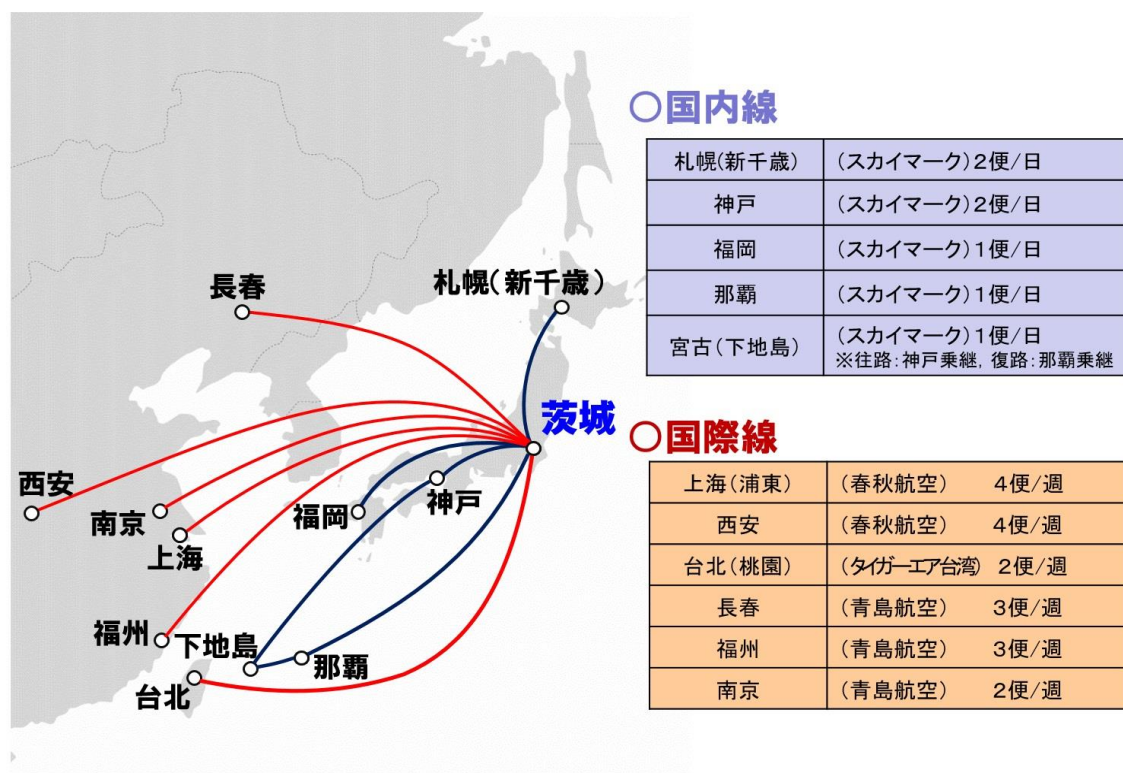 長春
札幌(新千歳)
茨城
西安
南京
上海
福岡
神戸
福州
下地島
那覇
台北
○国内線
札幌(新千歳) (スカイマーク)2便/日
神戸 (スカイマーク)2便/日
福岡 (スカイマーク)1便/日
那覇 (スカイマーク)1便/日
宮古(下地島) (スカイマーク)1便/日
※往路:神戸乗継, 復路:那覇乗継
○国際線
上海(浦東) (春秋航空) 4便/週
西安 (春秋航空) 4便/週
台北(桃園) (タイガーエア台湾) 2便/週
長春 (青島航空) 3便/週
福州 (青島航空) 3便/週
南京 (青島航空) 2便/週